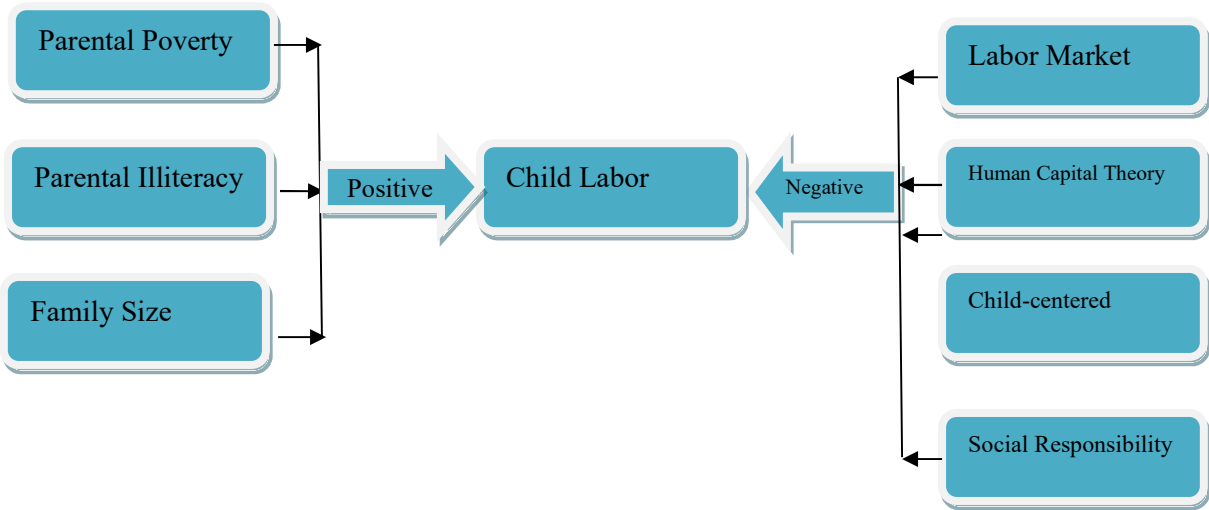 Parental Poverty
Parental Illiteracy
Family Size
Positive
Child Labor
Negative
Labor Market
Human Capital Theory
Child-centered
Social Responsibility